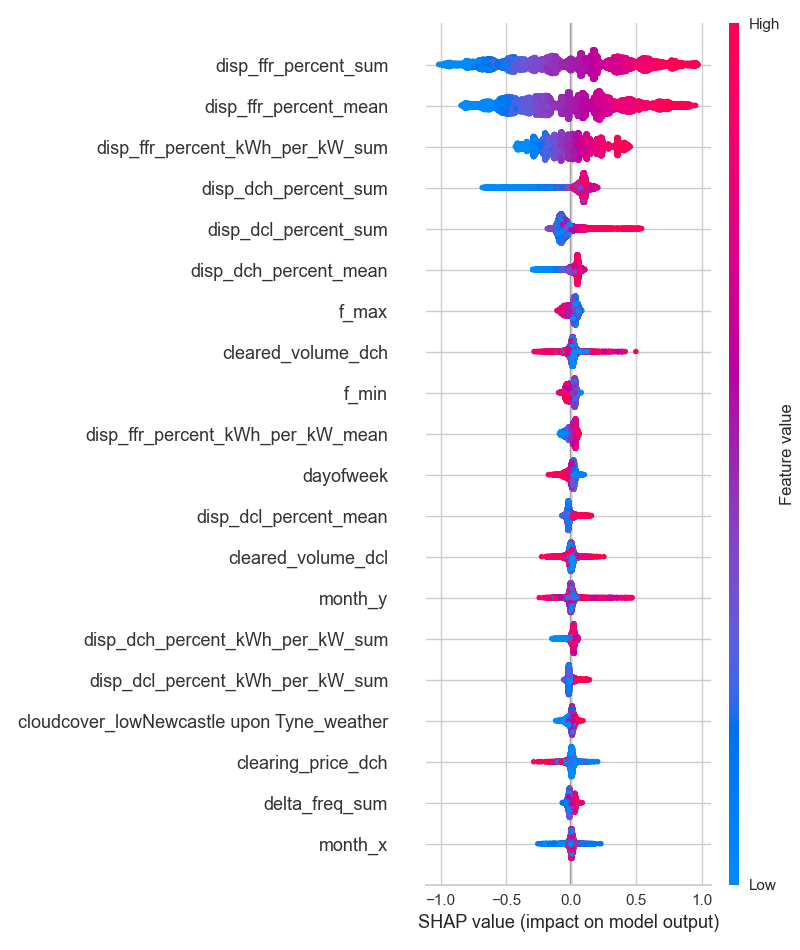 High
disp_ffr_percent_sum
disp_ffr_percent_mean
disp_ffr_percent_kWh_per_kW_sum
disp_dch_percent_sum
disp_dcl_percent_sum
disp_dch_percent_mean
f_max
cleared_volume_dch
f_min
disp_ffr_percent_kWh_per_kW_mean
dayofweek
disp_dcl_percent_mean
cleared_volume_dcl
month_y
disp_dch_percent_kWh_per_kW_sum
disp_dcl_percent_kWh_per_kW_sum
cloudcover_lowNewcastle upon Tyne_weather
clearing_price_dch
delta_freq_sum
month_x
Feature value
Low
−1.0 −0.5 0.0 0.5 1.0
SHAP value (impact on model output)